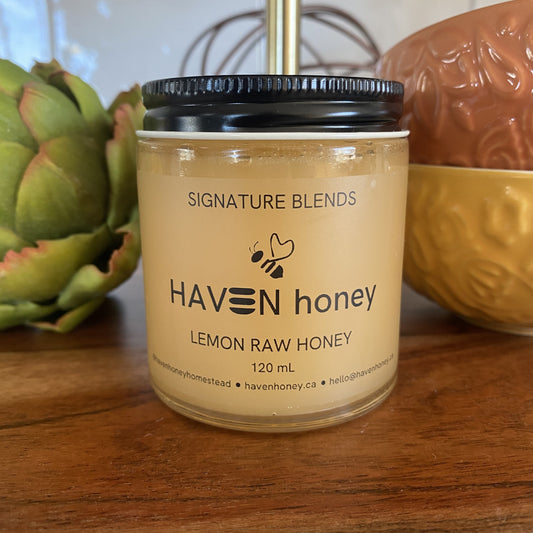 SIGNATURE BLENDS
HAVEN honey
LEMON RAW HONEY
120 mL
@havenhoneyhomestead • havenhoney.ca • hello@havenhoney.ca